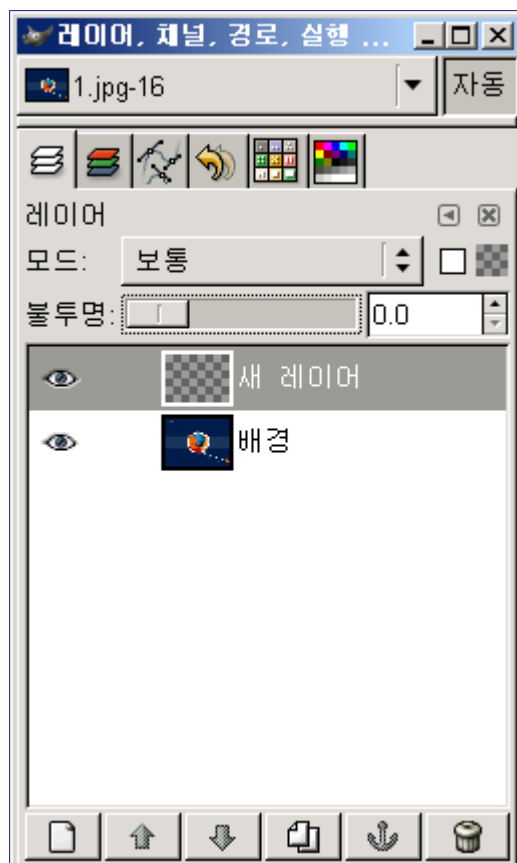 레이어, 채널, 경로, 실행 ...
1.jpg-16
자동
레이어
모드: 보통
불투명: 0.0
새 레이어
배경